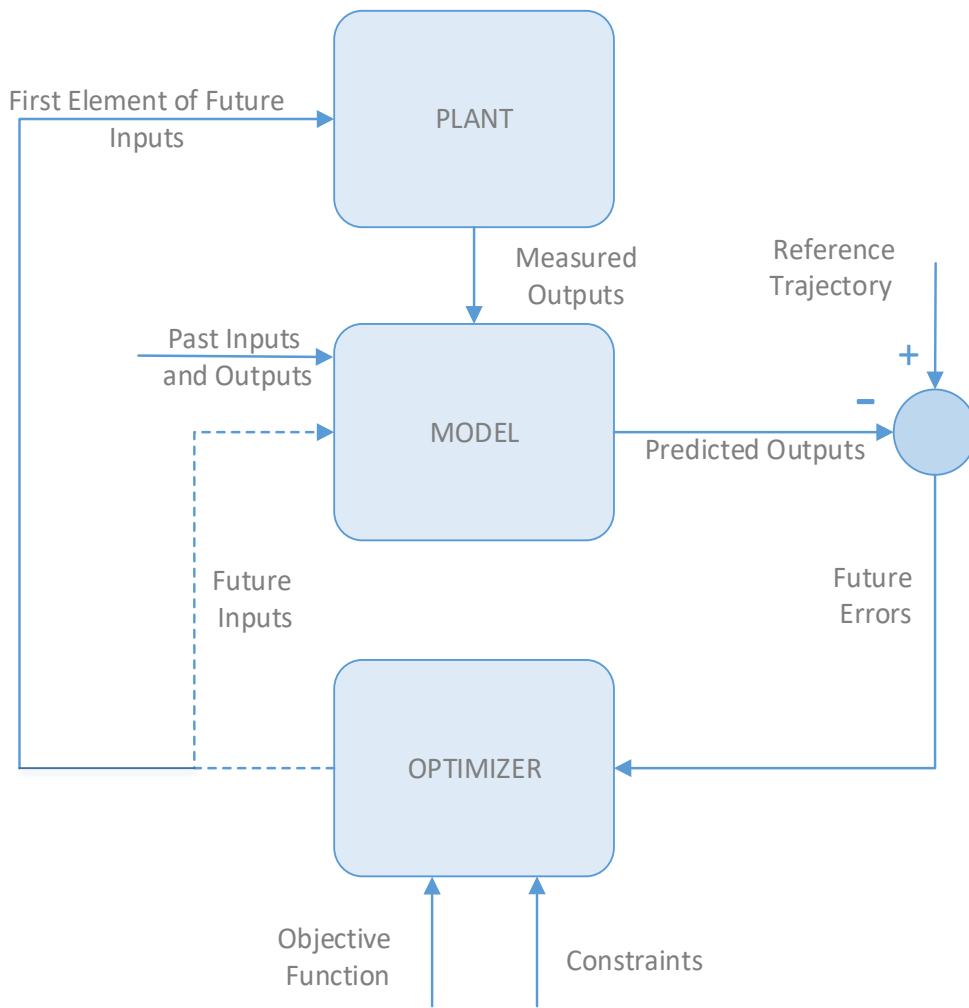 First Element of Future
Inputs
PLANT
Measured
Outputs
Reference
Trajectory
Past Inputs
and Outputs
+
−
MODEL
Predicted Outputs
Future
Inputs
Future
Errors
OPTIMIZER
Objective
Function
Constraints